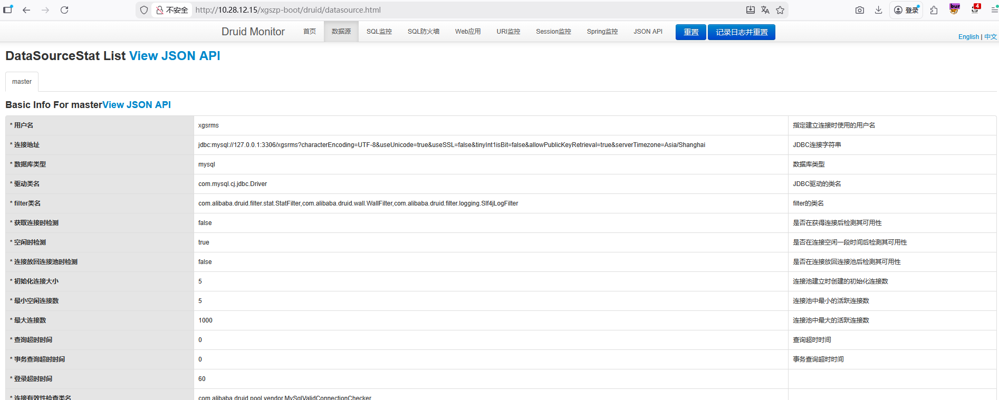 不安全 http://10.28.12.15/xgszp-boot/druid/datasource.html 登录 bur 4
Druid Monitor 首页 数据源 SQL监控 SQL防火墙 Web应用 URI监控 Session监控 Spring监控 JSON API 重置 记录日志并重置
English | 中文
DataSourceStat List View JSON API
master
Basic Info For masterView JSON API
* 用户名 xgsrms 指定建立连接时使用的用户名
* 连接地址 jdbc:mysql://127.0.0.1:3306/xgsrms?characterEncoding=UTF-8&useUnicode=true&useSSL=false&tinyInt1isBit=false&allowPublicKeyRetrieval=true&serverTimezone=Asia/Shanghai JDBC连接字符串
* 数据库类型 mysql 数据库类型
* 驱动类名 com.mysql.cj.jdbc.Driver JDBC驱动的类名
* filter类名 com.alibaba.druid.filter.stat.StatFilter,com.alibaba.druid.wall.WallFilter,com.alibaba.druid.filter.logging.Slf4jLogFilter filter的类名
* 获取连接时检测 false 是否在获得连接后检测其可用性
* 空闲时检测 true 是否在连接空闲一段时间后检测其可用性
* 连接放回连接池时检测 false 是否在连接放回连接池后检测其可用性
* 初始化连接大小 5 连接池建立时创建的初始化连接数
* 最小空闲连接数 5 连接池中最小的活跃连接数
* 最大连接数 1000 连接池中最大的活跃连接数
* 查询超时时间 0 查询超时时间
* 事务查询超时时间 0 事务查询超时时间
* 登录超时时间 60
* 连接有效性检查类名 com.alibaba.druid.pool.vendor.MySqlValidConnectionChecker